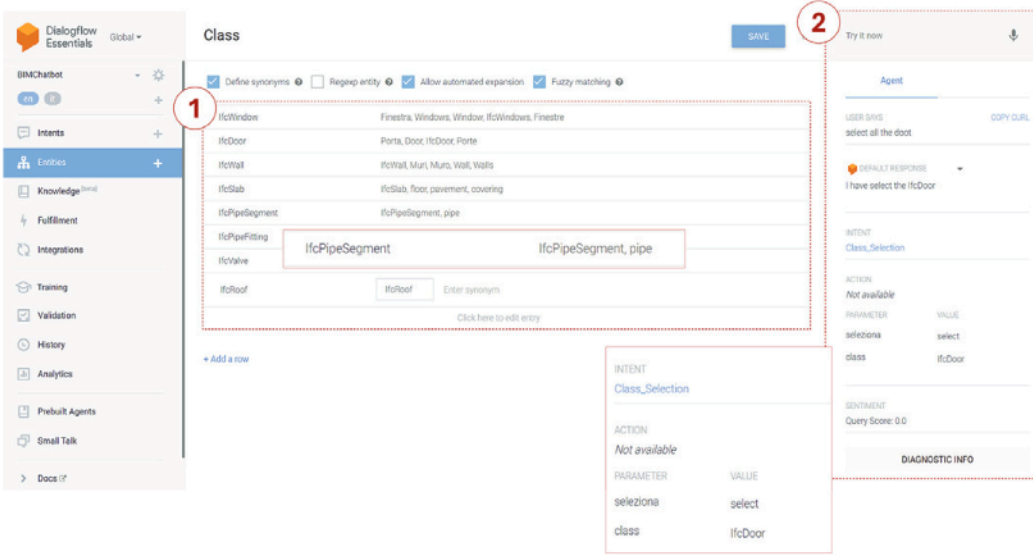 Dialogflow
Essentials
Global
BIMChatbot
en it
Intents
Entities
Knowledge [beta]
Fulfillment
Integrations
Training
Validation
History
Analytics
Prebuilt Agents
Small Talk
Docs
Class
SAVE
Define synonyms
Regexp entity
Allow automated expansion
Fuzzy matching
1
IfcWindow Finestra, Windows, Window, IfcWindows, Finestre
IfcDoor Porta, Door, IfcDoor, Porte
IfcWall IfcWall, Muri, Muro, Wall, Walls
IfcSlab IfcSlab, floor, pavement, covering
IfcPipeSegment IfcPipeSegment, pipe
IfcPipeFitting
IfcPipeSegment IfcPipeSegment, pipe
IfcValve
IfcRoof IfcRoof Enter synonym
Click here to edit entry
+ Add a row
INTENT
Class_Selection
ACTION
Not available
PARAMETER VALUE
seleziona select
class IfcDoor
2
Try it now
Agent
USER SAYS COPY CURL
select all the doot
DEFAULT RESPONSE
I have select the IfcDoor
INTENT
Class_Selection
ACTION
Not available
PARAMETER VALUE
seleziona select
class IfcDoor
SENTIMENT
Query Score: 0.0
DIAGNOSTIC INFO